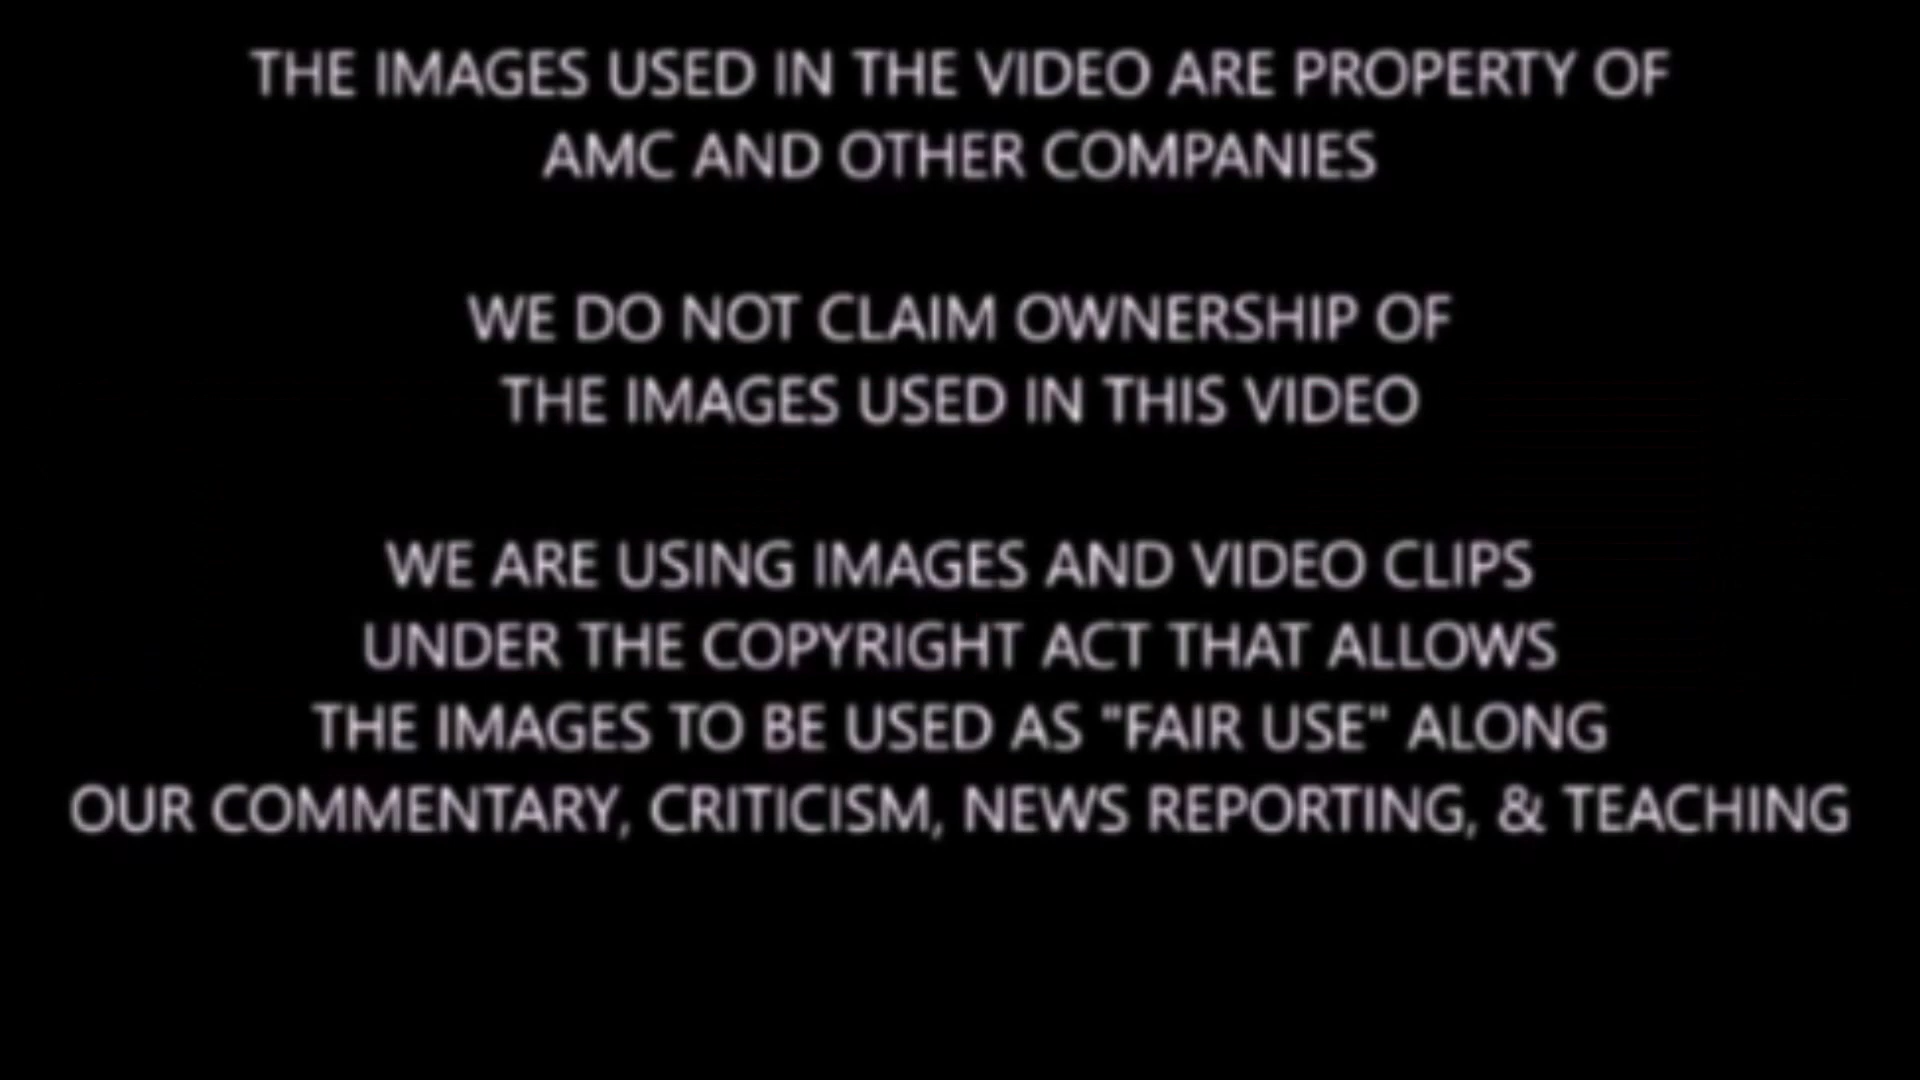 THE IMAGES USED IN THE VIDEO ARE PROPERTY OF
AMC AND OTHER COMPANIES
WE DO NOT CLAIM OWNERSHIP OF
THE IMAGES USED IN THIS VIDEO
WE ARE USING IMAGES AND VIDEO CLIPS
UNDER THE COPYRIGHT ACT THAT ALLOWS
THE IMAGES TO BE USED AS "FAIR USE" ALONG
OUR COMMENTARY, CRITICISM, NEWS REPORTING, & TEACHING